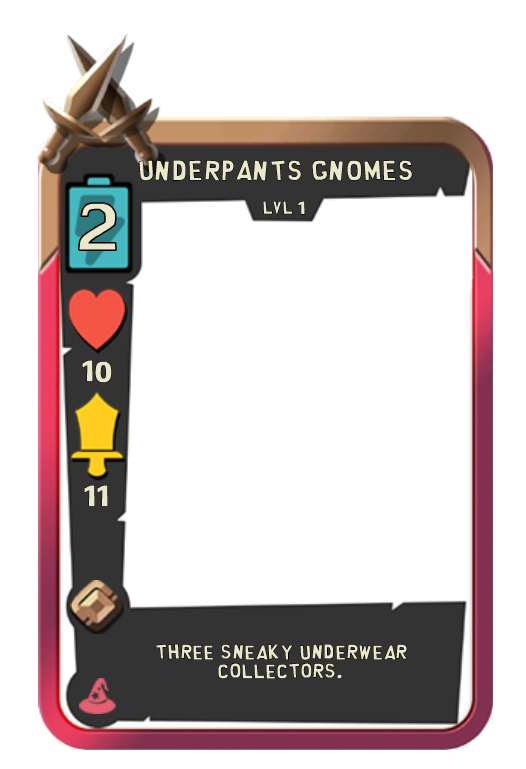 UNDERPANTS GNOMES
LVL 1
2
10
11
THREE SNEAKY UNDERWEAR
COLLECTORS.